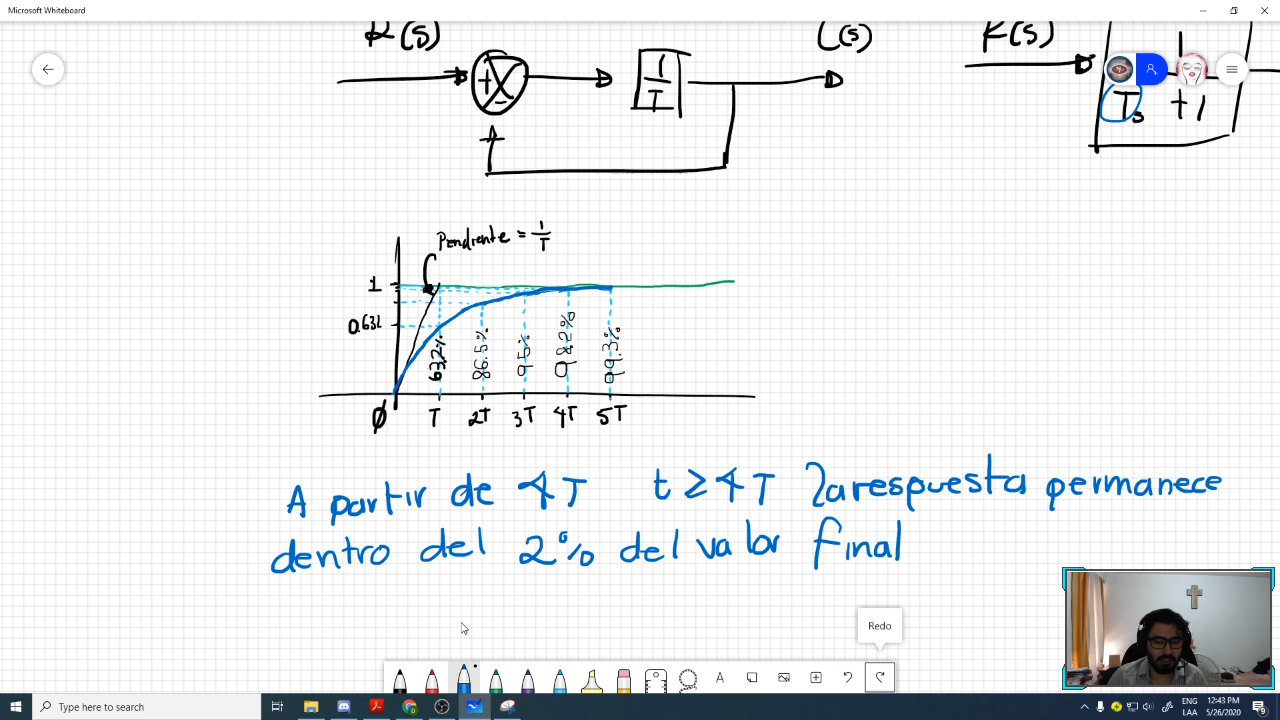 Microsoft Whiteboard
R(s)
C(s)
R(s)
+
-
1
T
1
Ts +1
Pendiente = 1/T
1
0.632
63.2%
86.5%
95%
98.2%
99.3%
0
T
2T
3T
4T
5T
A partir de 4T t ≥ 4T La respuesta permanece
dentro del 2% del valor final
Redo
A
Type here to search
ENG
LAA
12:43 PM
5/26/2020